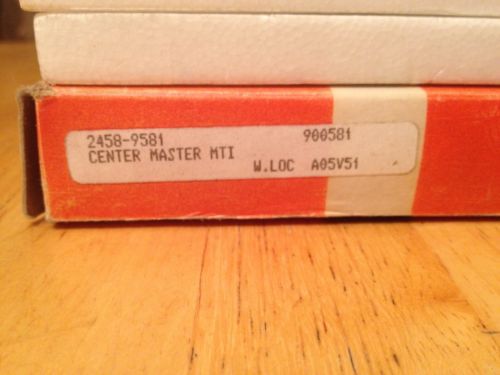 2458-9581 900581
CENTER MASTER MTI
W.LOC A05V51